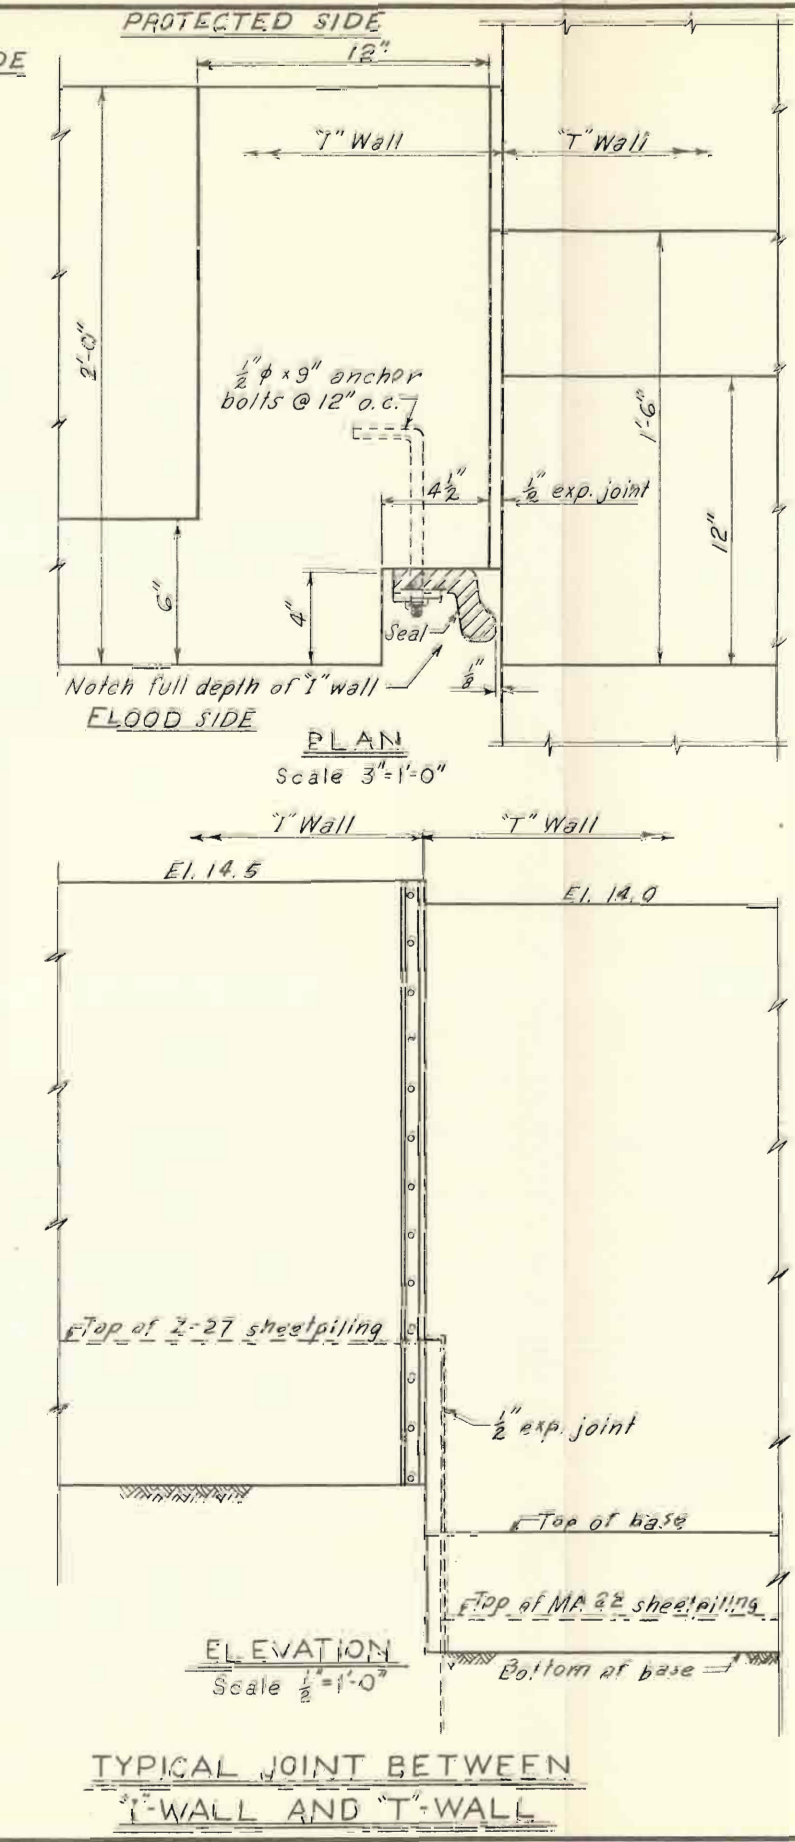 PROTECTED SIDE
DE
12"
"I" Wall
"T" Wall
2'-0"
1/2"φ x 9" anchor
bolts @ 12" o.c.
4 1/2"
1/2" exp. joint
1'-6"
12"
6"
4"
Seal
1/8"
Notch full depth of "I" wall
FLOOD SIDE
PLAN
Scale 3"=1'-0"
"I" Wall
"T" Wall
El. 14.5
El. 14.0
Top of Z-27 sheetpiling
1/2" exp. joint
Top of base
Top of MA 22 sheetpiling
Bottom of base
ELEVATION
Scale 1/2"=1'-0"
TYPICAL JOINT BETWEEN
"I"-WALL AND "T"-WALL